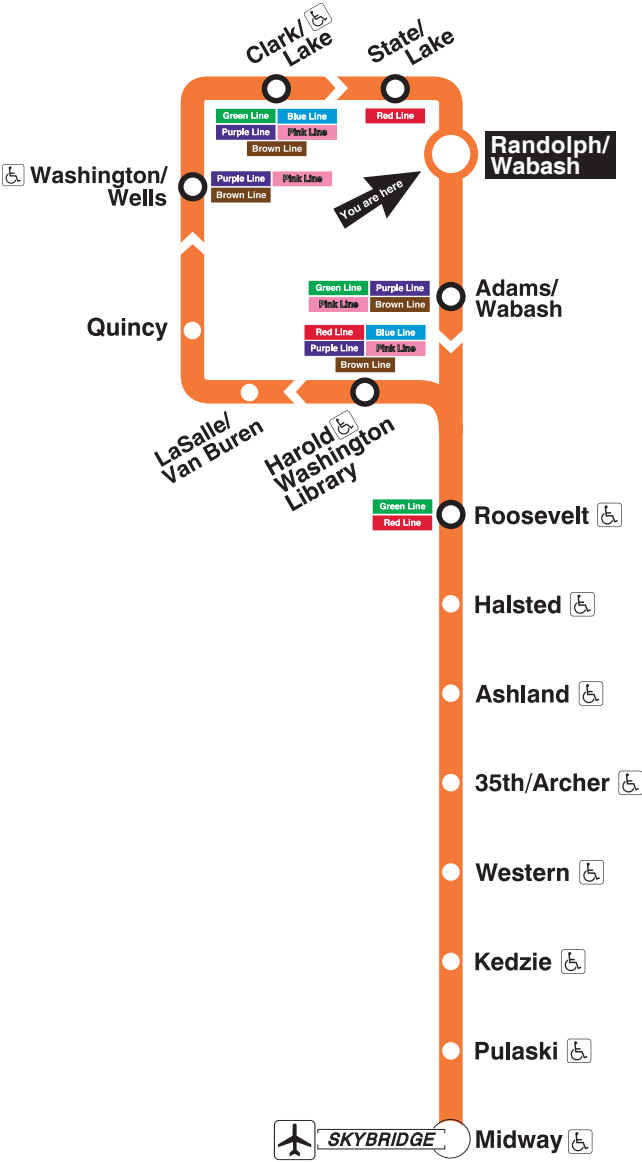 Clark/
Lake
State/
Lake
Green Line
Blue Line
Purple Line
Pink Line
Brown Line
Red Line
Randolph/
Wabash
Washington/
Wells
Purple Line
Pink Line
Brown Line
You are here
Green Line
Purple Line
Pink Line
Brown Line
Adams/
Wabash
Quincy
Red Line
Blue Line
Purple Line
Pink Line
Brown Line
LaSalle/
Van Buren
Harold
Washington
Library
Green Line
Red Line
Roosevelt
Halsted
Ashland
35th/Archer
Western
Kedzie
Pulaski
SKYBRIDGE
Midway